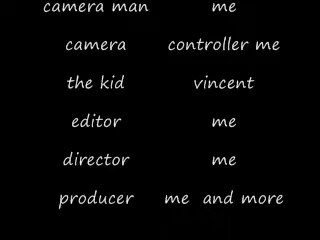 camera man me
camera controller me
the kid vincent
editor me
director me
producer me and more